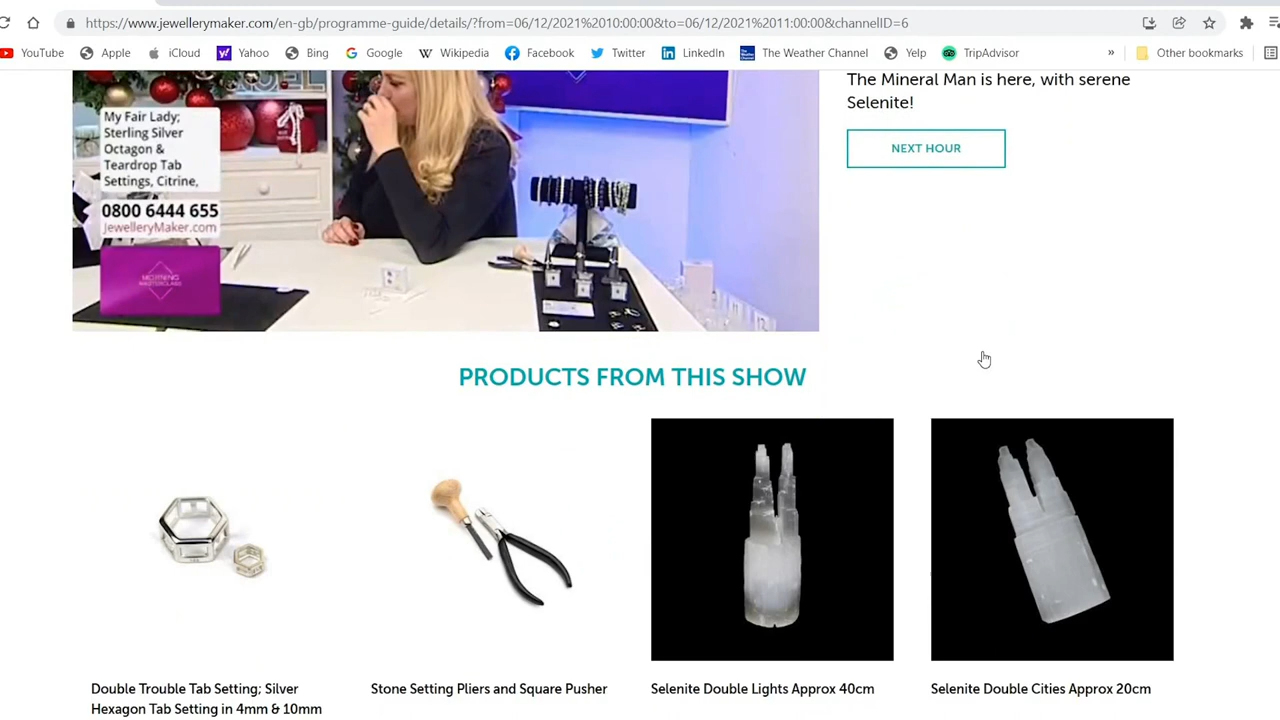 https://www.jewellerymaker.com/en-gb/programme-guide/details/?from=06/12/2021%2010:00:00&to=06/12/2021%2011:00:00&channelID=6
YouTube Apple iCloud Yahoo Bing Google Wikipedia Facebook Twitter LinkedIn The Weather Channel Yelp TripAdvisor » Other bookmarks
NOEL
My Fair Lady;
Sterling Silver
Octagon &
Teardrop Tab
Settings, Citrine,
0800 6444 655
JewelleryMaker.com
MORNING
MASTERCLASS
The Mineral Man is here, with serene
Selenite!
NEXT HOUR
PRODUCTS FROM THIS SHOW
Double Trouble Tab Setting; Silver
Hexagon Tab Setting in 4mm & 10mm
Stone Setting Pliers and Square Pusher
Selenite Double Lights Approx 40cm
Selenite Double Cities Approx 20cm